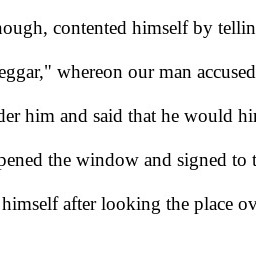 ough, contented himself by tellin
eggar," whereon our man accused
der him and said that he would hi
pened the window and signed to t
himself after looking the place ov